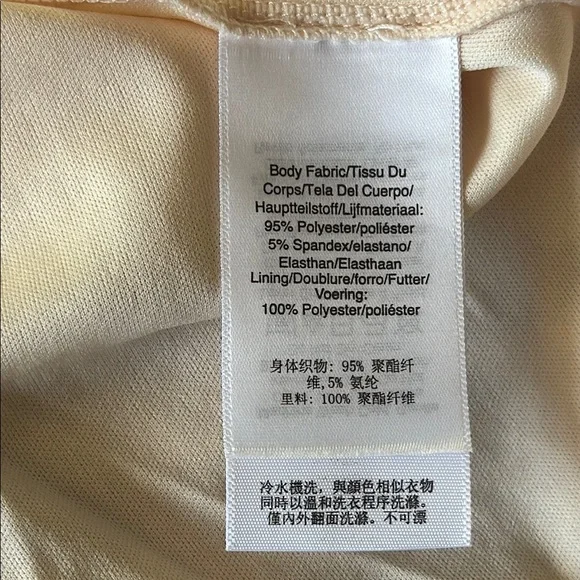 Body Fabric/Tissu Du
Corps/Tela Del Cuerpo/
Hauptteilstoff/Lijfmateriaal:
95% Polyester/poliéster
5% Spandex/elastano/
Elasthan/Elasthaan
Lining/Doublure/forro/Futter/
Voering:
100% Polyester/poliéster
身体织物: 95% 聚酯纤
维,5% 氨纶
里料: 100% 聚酯纤维
冷水機洗，與顏色相似衣物
同時以溫和洗衣程序洗滌.
僅內外翻面洗滌. 不可漂